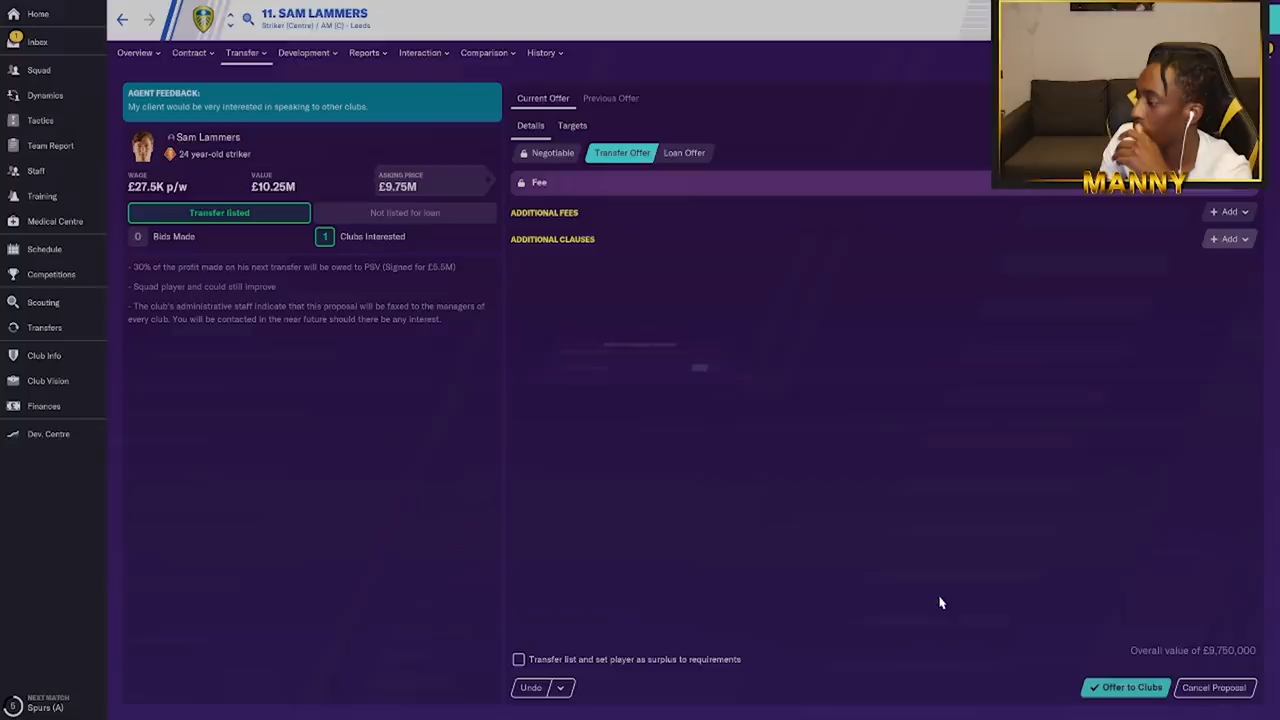 Home
11. SAM LAMMERS
Striker (Centre) / AM (C) - Leeds
1
Inbox
Overview
Contract
Transfer
Development
Reports
Interaction
Comparison
History
Squad
Dynamics
Tactics
Team Report
Staff
Training
Medical Centre
Schedule
Competitions
Scouting
Transfers
Club Info
Club Vision
Finances
Dev. Centre
5
NEXT MATCH
Spurs (A)
AGENT FEEDBACK:
My client would be very interested in speaking to other clubs.
Sam Lammers
24 year-old striker
WAGE
£27.5K p/w
VALUE
£10.25M
ASKING PRICE
£9.75M
Transfer listed
Not listed for loan
0 Bids Made
1 Clubs Interested
- 30% of the profit made on his next transfer will be owed to PSV (Signed for £5.5M)
- Squad player and could still improve
- The club's administrative staff indicate that this proposal will be faxed to the managers of
every club. You will be contacted in the near future should there be any interest.
Current Offer
Previous Offer
Details
Targets
Negotiable
Transfer Offer
Loan Offer
Fee
ADDITIONAL FEES
+ Add
ADDITIONAL CLAUSES
+ Add
MANNY
Overall value of £9,750,000
Transfer list and set player as surplus to requirements
Undo
Offer to Clubs
Cancel Proposal